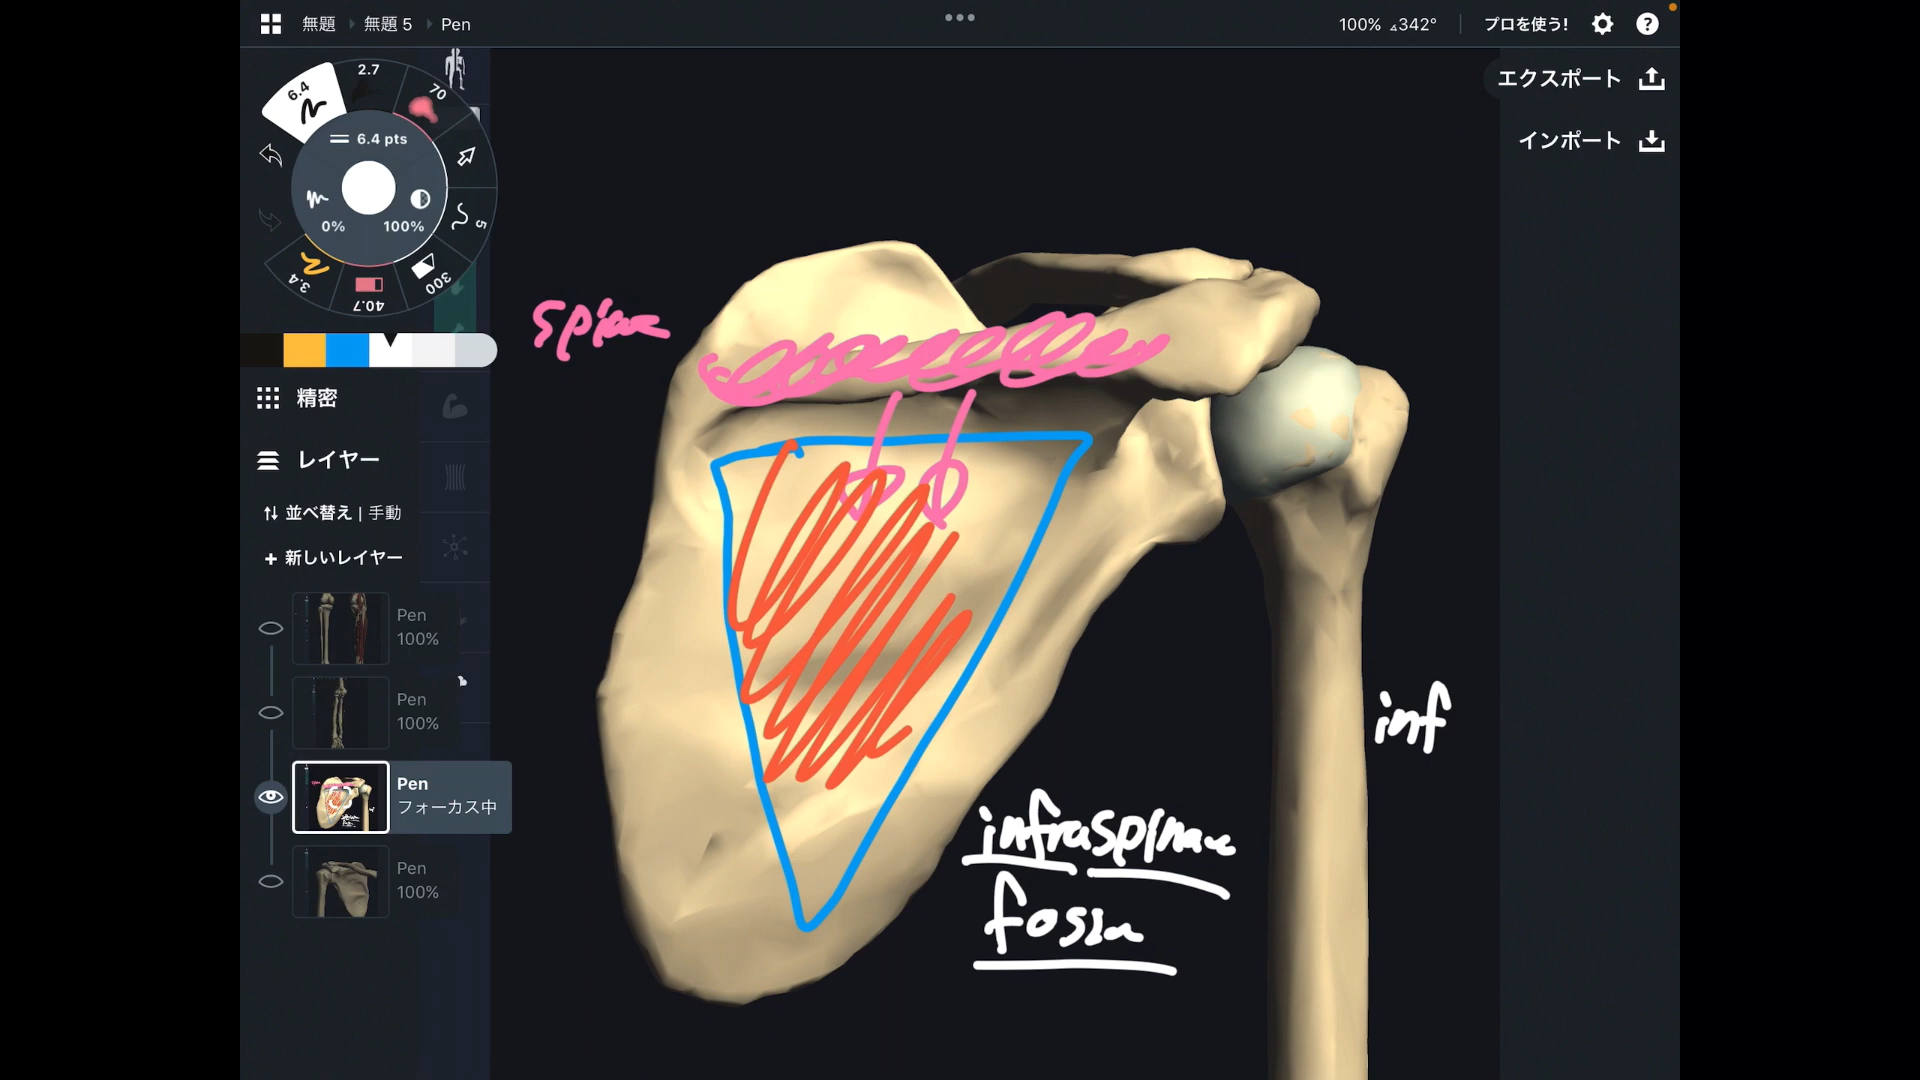 無題 無題 5 Pen
100% 342° プロを使う!
エクスポート
インポート
6.4
2.7
70
6.4 pts
0% 100%
5
300
40.7
3.4
精密
レイヤー
並べ替え | 手動
+ 新しいレイヤー
Pen
100%
Pen
100%
Pen
フォーカス中
Pen
100%
inf
fossa